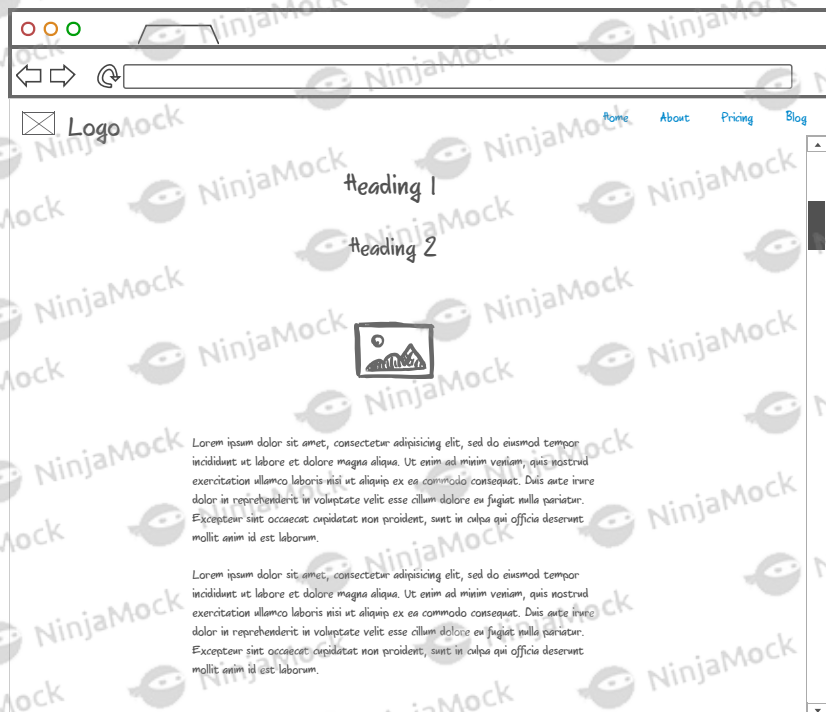 Logo
Home About Pricing Blog
Heading 1
Heading 2
Lorem ipsum dolor sit amet, consectetur adipisicing elit, sed do eiusmod tempor
incididunt ut labore et dolore magna aliqua. Ut enim ad minim veniam, quis nostrud
exercitation ullamco laboris nisi ut aliquip ex ea commodo consequat. Duis aute irure
dolor in reprehenderit in voluptate velit esse cillum dolore eu fugiat nulla pariatur.
Excepteur sint occaecat cupidatat non proident, sunt in culpa qui officia deserunt
mollit anim id est laborum.
Lorem ipsum dolor sit amet, consectetur adipisicing elit, sed do eiusmod tempor
incididunt ut labore et dolore magna aliqua. Ut enim ad minim veniam, quis nostrud
exercitation ullamco laboris nisi ut aliquip ex ea commodo consequat. Duis aute irure
dolor in reprehenderit in voluptate velit esse cillum dolore eu fugiat nulla pariatur.
Excepteur sint occaecat cupidatat non proident, sunt in culpa qui officia deserunt
mollit anim id est laborum.
NinjaMock